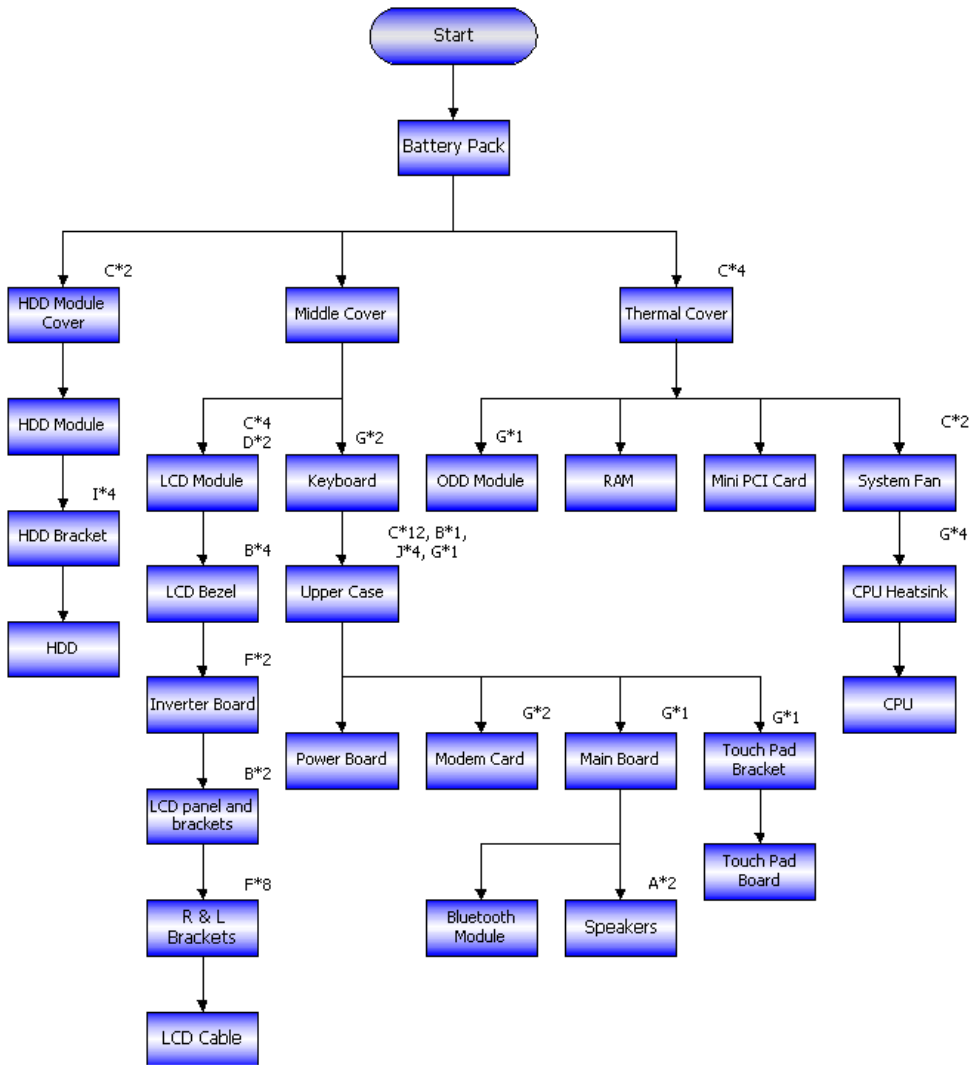 Start
Battery Pack
C*2
C*4
HDD Module
Cover
Middle Cover
Thermal Cover
HDD Module
C*4
D*2
G*2
G*1
C*2
LCD Module
Keyboard
ODD Module
RAM
Mini PCI Card
System Fan
I*4
HDD Bracket
B*4
C*12, B*1,
J*4, G*1
G*4
LCD Bezel
Upper Case
CPU Heatsink
HDD
F*2
Inverter Board
CPU
G*2
G*1
G*1
Power Board
Modem Card
Main Board
Touch Pad
Bracket
B*2
LCD panel and
brackets
Touch Pad
Board
F*8
A*2
R & L
Brackets
Bluetooth
Module
Speakers
LCD Cable